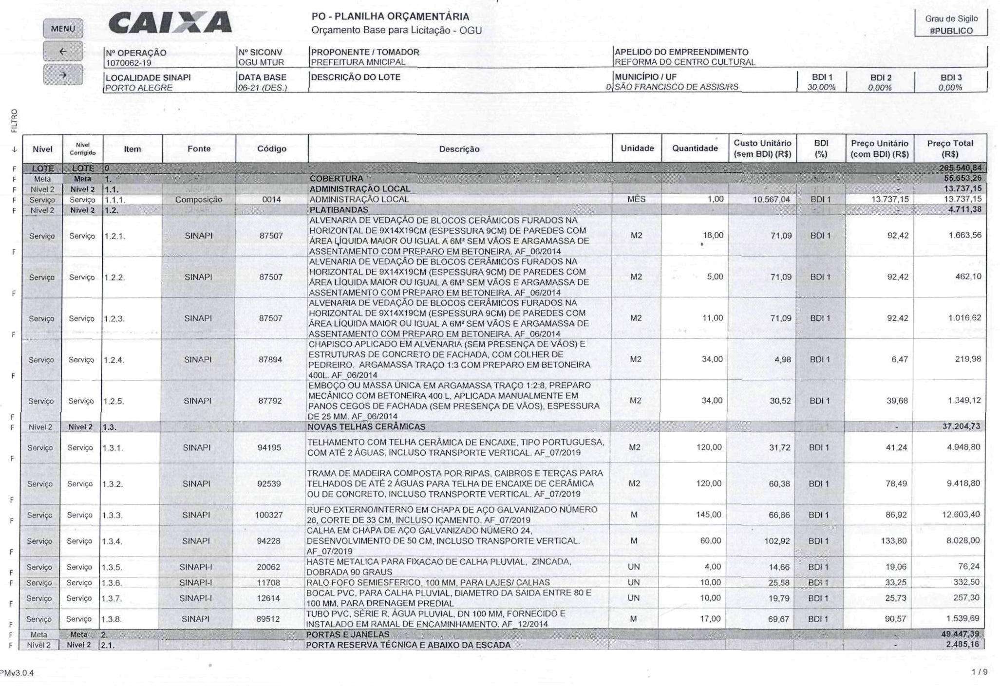 MENU
←
→
CAIXA
PO - PLANILHA ORÇAMENTÁRIA
Orçamento Base para Licitação - OGU
Grau de Sigilo
#PUBLICO
Nº OPERAÇÃO
1070062-19
Nº SICONV
OGU MTUR
PROPONENTE / TOMADOR
PREFEITURA MNICIPAL
APELIDO DO EMPREENDIMENTO
REFORMA DO CENTRO CULTURAL
LOCALIDADE SINAPI
PORTO ALEGRE
DATA BASE
06-21 (DES.)
DESCRIÇÃO DO LOTE
0
MUNICÍPIO / UF
SÃO FRANCISCO DE ASSIS/RS
BDI 1
30,00%
BDI 2
0,00%
BDI 3
0,00%
FILTRO
↓ Nível Nível Corrigido Item Fonte Código Descrição Unidade Quantidade Custo Unitário (sem BDI) (R$) BDI (%) Preço Unitário (com BDI) (R$) Preço Total (R$)
F LOTE LOTE 0 265.540,84
F Meta Meta 1. COBERTURA - 55.653,26
F Nível 2 Nível 2 1.1. ADMINISTRAÇÃO LOCAL - 13.737,15
F Serviço Serviço 1.1.1. Composição 0014 ADMINISTRAÇÃO LOCAL MÊS 1,00 10.567,04 BDI 1 13.737,15 13.737,15
F Nível 2 Nível 2 1.2. PLATIBANDAS - 4.711,38
ALVENARIA DE VEDAÇÃO DE BLOCOS CERÂMICOS FURADOS NA
HORIZONTAL DE 9X14X19CM (ESPESSURA 9CM) DE PAREDES COM
F Serviço Serviço 1.2.1. SINAPI 87507 ÁREA LÍQUIDA MAIOR OU IGUAL A 6M² SEM VÃOS E ARGAMASSA DE M2 18,00 71,09 BDI 1 92,42 1.663,56
ASSENTAMENTO COM PREPARO EM BETONEIRA. AF_06/2014
ALVENARIA DE VEDAÇÃO DE BLOCOS CERÂMICOS FURADOS NA
HORIZONTAL DE 9X14X19CM (ESPESSURA 9CM) DE PAREDES COM
F Serviço Serviço 1.2.2. SINAPI 87507 ÁREA LÍQUIDA MAIOR OU IGUAL A 6M² SEM VÃOS E ARGAMASSA DE M2 5,00 71,09 BDI 1 92,42 462,10
ASSENTAMENTO COM PREPARO EM BETONEIRA. AF_06/2014
ALVENARIA DE VEDAÇÃO DE BLOCOS CERÂMICOS FURADOS NA
HORIZONTAL DE 9X14X19CM (ESPESSURA 9CM) DE PAREDES COM
F Serviço Serviço 1.2.3. SINAPI 87507 ÁREA LÍQUIDA MAIOR OU IGUAL A 6M² SEM VÃOS E ARGAMASSA DE M2 11,00 71,09 BDI 1 92,42 1.016,62
ASSENTAMENTO COM PREPARO EM BETONEIRA. AF_06/2014
CHAPISCO APLICADO EM ALVENARIA (SEM PRESENÇA DE VÃOS) E
ESTRUTURAS DE CONCRETO DE FACHADA, COM COLHER DE
F Serviço Serviço 1.2.4. SINAPI 87894 PEDREIRO. ARGAMASSA TRAÇO 1:3 COM PREPARO EM BETONEIRA M2 34,00 4,98 BDI 1 6,47 219,98
400L. AF_06/2014
EMBOÇO OU MASSA ÚNICA EM ARGAMASSA TRAÇO 1:2:8, PREPARO
MECÂNICO COM BETONEIRA 400 L, APLICADA MANUALMENTE EM
F Serviço Serviço 1.2.5. SINAPI 87792 PANOS CEGOS DE FACHADA (SEM PRESENÇA DE VÃOS), ESPESSURA M2 34,00 30,52 BDI 1 39,68 1.349,12
DE 25 MM. AF_06/2014
F Nível 2 Nível 2 1.3. NOVAS TELHAS CERÂMICAS - 37.204,73
F Serviço Serviço 1.3.1. SINAPI 94195 TELHAMENTO COM TELHA CERÂMICA DE ENCAIXE, TIPO PORTUGUESA, M2 120,00 31,72 BDI 1 41,24 4.948,80
COM ATÉ 2 ÁGUAS, INCLUSO TRANSPORTE VERTICAL. AF_07/2019
TRAMA DE MADEIRA COMPOSTA POR RIPAS, CAIBROS E TERÇAS PARA
F Serviço Serviço 1.3.2. SINAPI 92539 TELHADOS DE ATÉ 2 ÁGUAS PARA TELHA DE ENCAIXE DE CERÂMICA M2 120,00 60,38 BDI 1 78,49 9.418,80
OU DE CONCRETO, INCLUSO TRANSPORTE VERTICAL. AF_07/2019
F Serviço Serviço 1.3.3. SINAPI 100327 RUFO EXTERNO/INTERNO EM CHAPA DE AÇO GALVANIZADO NÚMERO M 145,00 66,86 BDI 1 86,92 12.603,40
26, CORTE DE 33 CM, INCLUSO IÇAMENTO. AF_07/2019
CALHA EM CHAPA DE AÇO GALVANIZADO NÚMERO 24,
F Serviço Serviço 1.3.4. SINAPI 94228 DESENVOLVIMENTO DE 50 CM, INCLUSO TRANSPORTE VERTICAL. M 60,00 102,92 BDI 1 133,80 8.028,00
AF_07/2019
F Serviço Serviço 1.3.5. SINAPI-I 20062 HASTE METALICA PARA FIXACAO DE CALHA PLUVIAL, ZINCADA, UN 4,00 14,66 BDI 1 19,06 76,24
DOBRADA 90 GRAUS
F Serviço Serviço 1.3.6. SINAPI-I 11708 RALO FOFO SEMIESFERICO, 100 MM, PARA LAJES/ CALHAS UN 10,00 25,58 BDI 1 33,25 332,50
F Serviço Serviço 1.3.7. SINAPI-I 12614 BOCAL PVC, PARA CALHA PLUVIAL, DIAMETRO DA SAIDA ENTRE 80 E UN 10,00 19,79 BDI 1 25,73 257,30
100 MM, PARA DRENAGEM PREDIAL
F Serviço Serviço 1.3.8. SINAPI 89512 TUBO PVC, SÉRIE R, ÁGUA PLUVIAL, DN 100 MM, FORNECIDO E M 17,00 69,67 BDI 1 90,57 1.539,69
INSTALADO EM RAMAL DE ENCAMINHAMENTO. AF_12/2014
F Meta Meta 2. PORTAS E JANELAS - 49.447,39
F Nível 2 Nível 2 2.1. PORTA RESERVA TÉCNICA E ABAIXO DA ESCADA - 2.485,16
PMv3.0.4
1 / 9